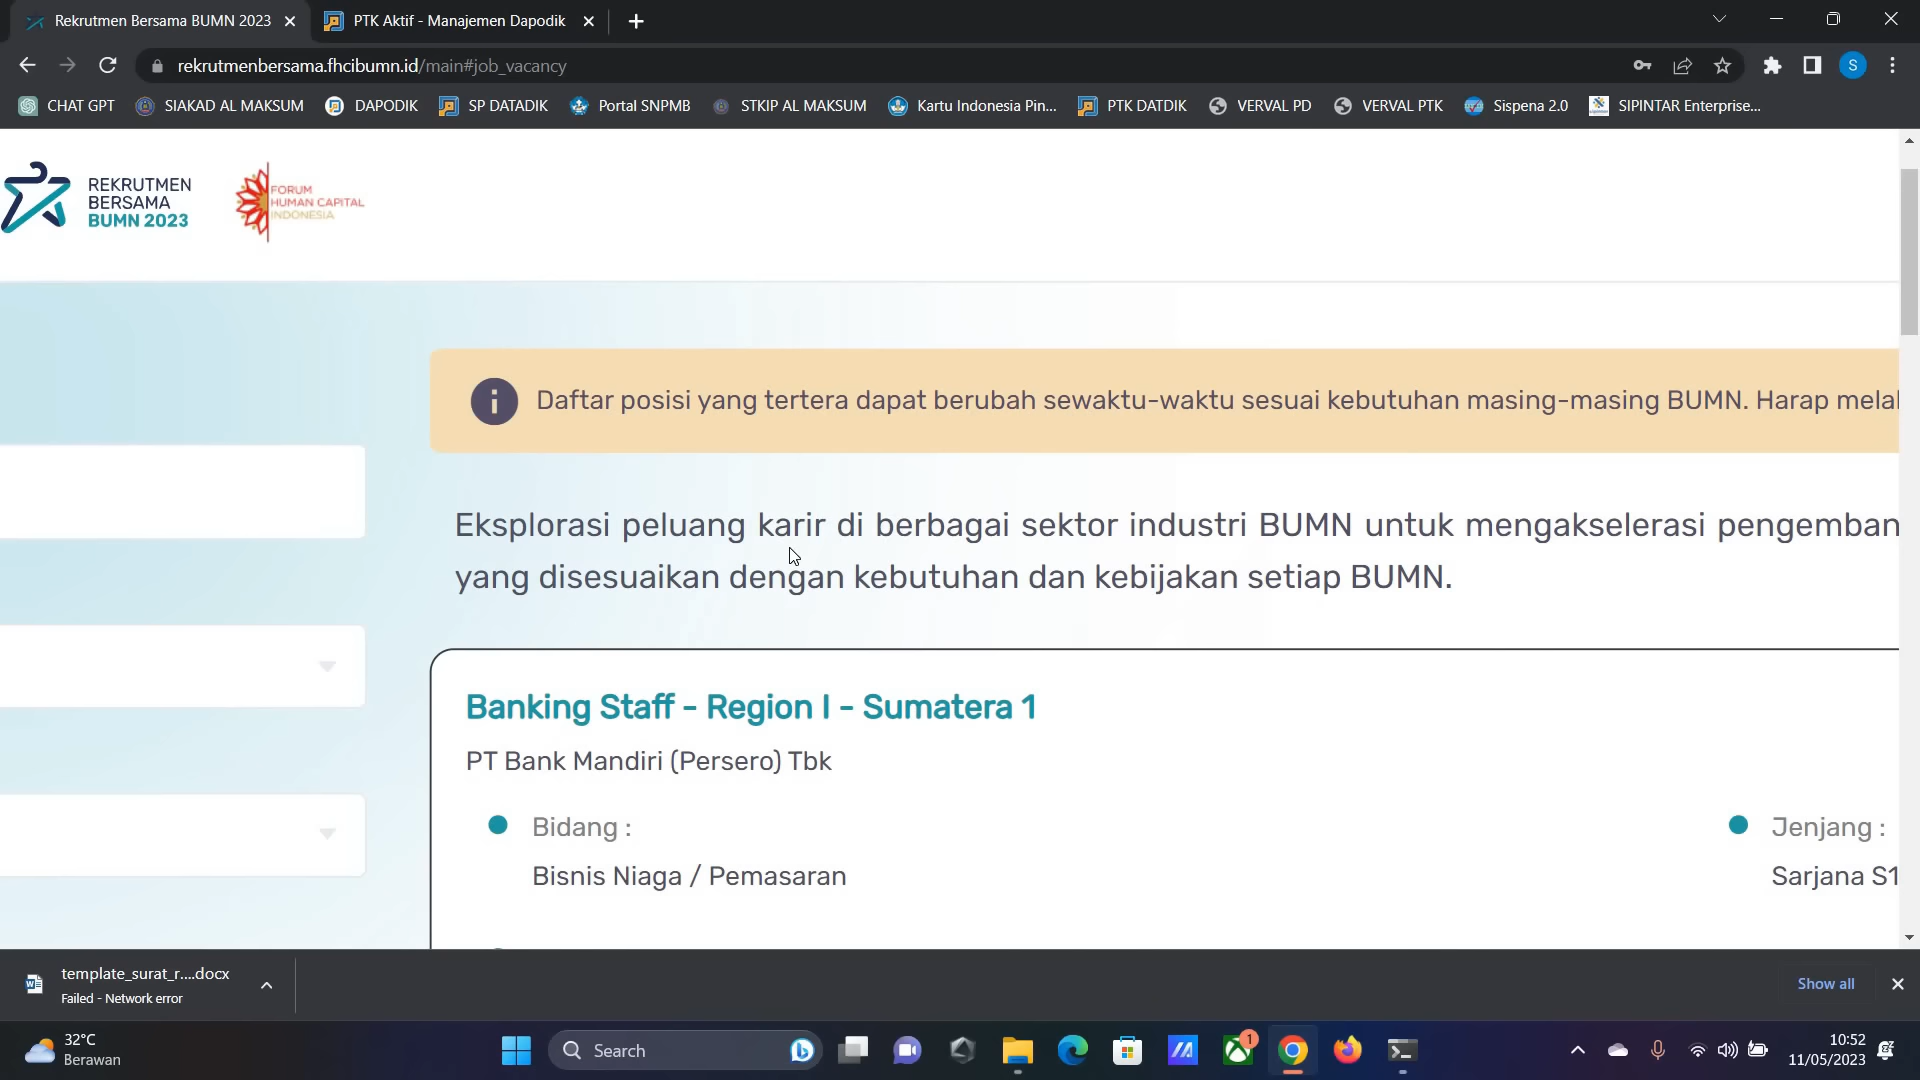 Rekrutmen Bersama BUMN 2023
PTK Aktif - Manajemen Dapodik
rekrutmenbersama.fhcibumn.id/main#job_vacancy
S
CHAT GPT
SIAKAD AL MAKSUM
DAPODIK
SP DATADIK
Portal SNPMB
STKIP AL MAKSUM
Kartu Indonesia Pin...
PTK DATDIK
VERVAL PD
VERVAL PTK
Sispena 2.0
SIPINTAR Enterprise...
REKRUTMEN
BERSAMA
BUMN 2023
FORUM
HUMAN CAPITAL
INDONESIA
Daftar posisi yang tertera dapat berubah sewaktu-waktu sesuai kebutuhan masing-masing BUMN. Harap melal
Eksplorasi peluang karir di berbagai sektor industri BUMN untuk mengakselerasi pengemban
yang disesuaikan dengan kebutuhan dan kebijakan setiap BUMN.
Banking Staff - Region I - Sumatera 1
PT Bank Mandiri (Persero) Tbk
Bidang :
Jenjang :
Bisnis Niaga / Pemasaran
Sarjana S1
template_surat_r....docx
Failed - Network error
Show all
32°C
Berawan
Search
1
10:52
11/05/2023